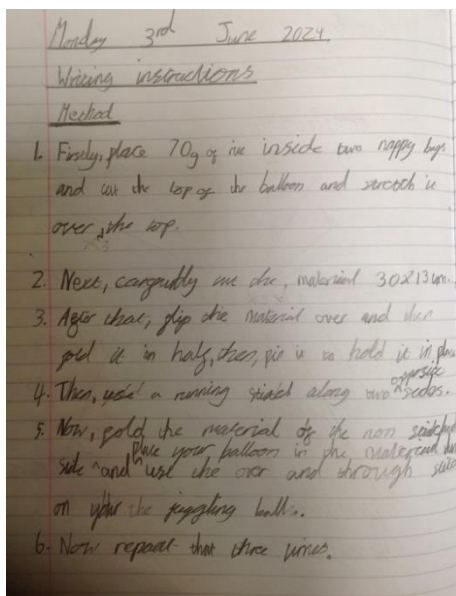 Monday 3rd June 2024
Writing instructions
Method
1. Firstly, place 70g of rice inside two nappy bags
and cut the top of the balloon and stretch it
over the top.
x3
2. Next, carefully cut the, material 30x13cm.
3. After that, flip the material over and then
fold it in half, then, pin it to hold it in place
4. Then, use a running stitch along two opposite sides.
5. Now, fold the material of the non
side and place your balloon in the material
use the over and through
on the juggling balls.
6. Now repeat that three times.